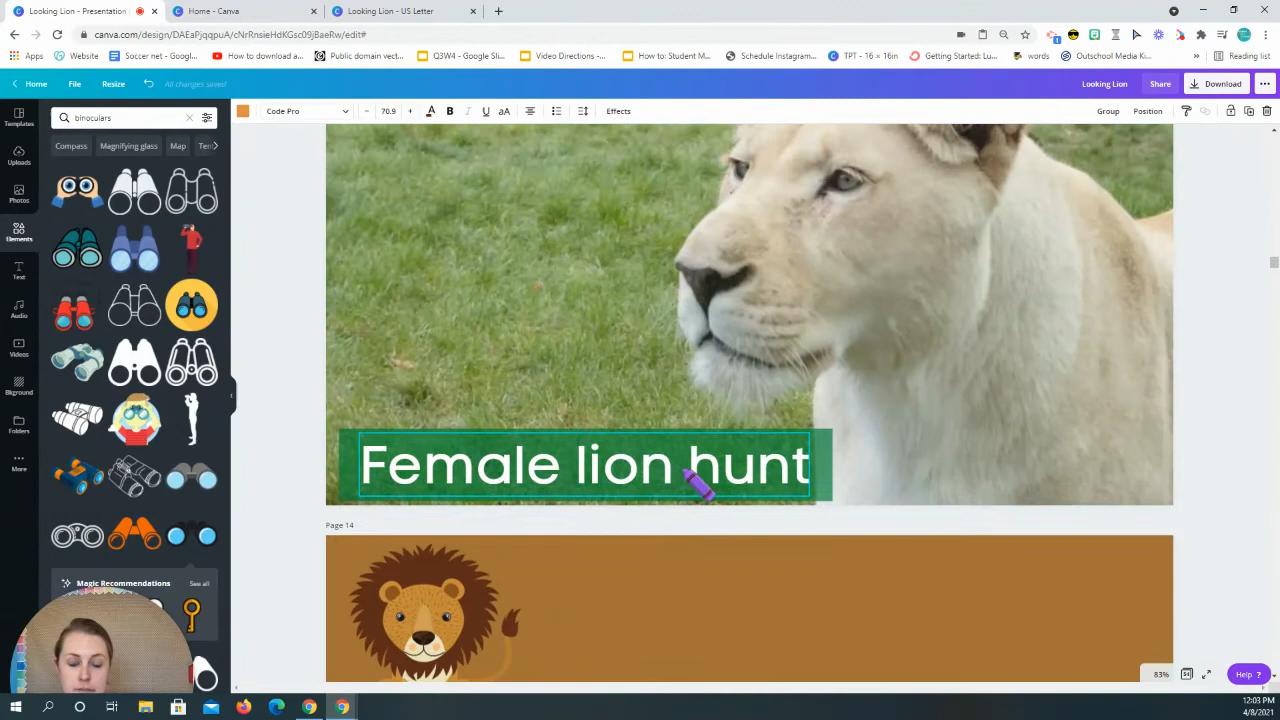 Looking Lion - Presentation
Home - Canva
Looking Lion - US Letter
canva.com/design/DAEaPjqqpuA/cNrRnsieHdKGsc09jBaeRw/edit#
Apps
Soccer net - Googl...
How to download a...
Public domain vect...
Q3W4 - Google Sli...
Video Directions -...
How to: Student M...
Schedule Instagram...
TPT - 16 × 16in
Getting Started: Lu...
words
Outschool Media Ki...
Reading list
Home
File
Resize
All changes saved
Looking Lion
Share
Download
Templates
binoculars
Code Pro
70.9
B
I
U
aA
Effects
Group
Position
Compass
Magnifying glass
Map
Uploads
Photos
Elements
Text
Audio
Videos
Bkground
Folders
More
Female lion hunt
Page 14
Magic Recommendations
See all
83%
Help ?
12:03 PM
4/8/2021